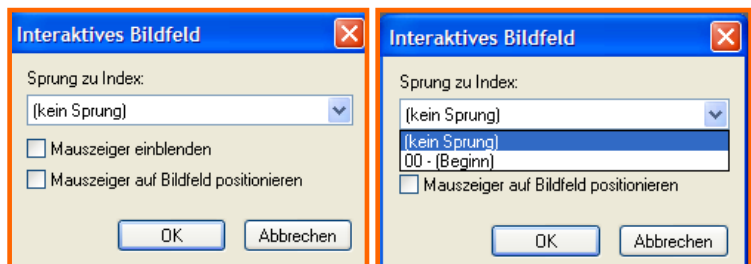 Interaktives Bildfeld
Sprung zu Index:
(kein Sprung)
Mauszeiger einblenden
Mauszeiger auf Bildfeld positionieren
OK Abbrechen
Interaktives Bildfeld
Sprung zu Index:
(kein Sprung)
(kein Sprung)
00 - (Beginn)
Mauszeiger auf Bildfeld positionieren
OK Abbrechen